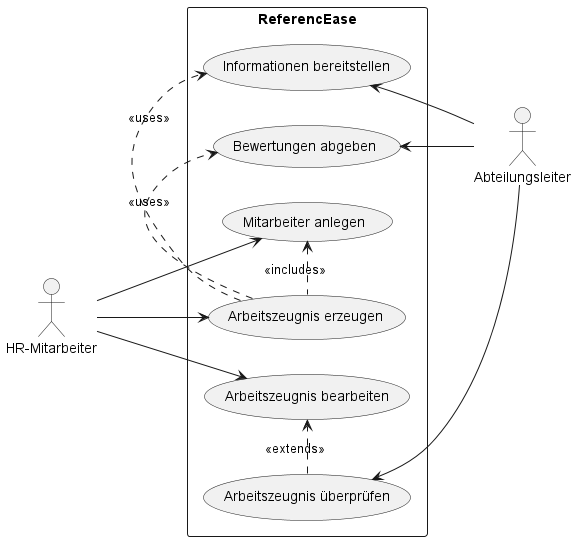 ReferencEase
Informationen bereitstellen
«uses»
Bewertungen abgeben
Abteilungsleiter
«uses»
Mitarbeiter anlegen
«includes»
HR-Mitarbeiter
Arbeitszeugnis erzeugen
Arbeitszeugnis bearbeiten
«extends»
Arbeitszeugnis überprüfen